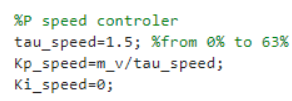 %P speed controler
tau_speed=1.5; %from 0% to 63%
Kp_speed=m_v/tau_speed;
Ki_speed=0;